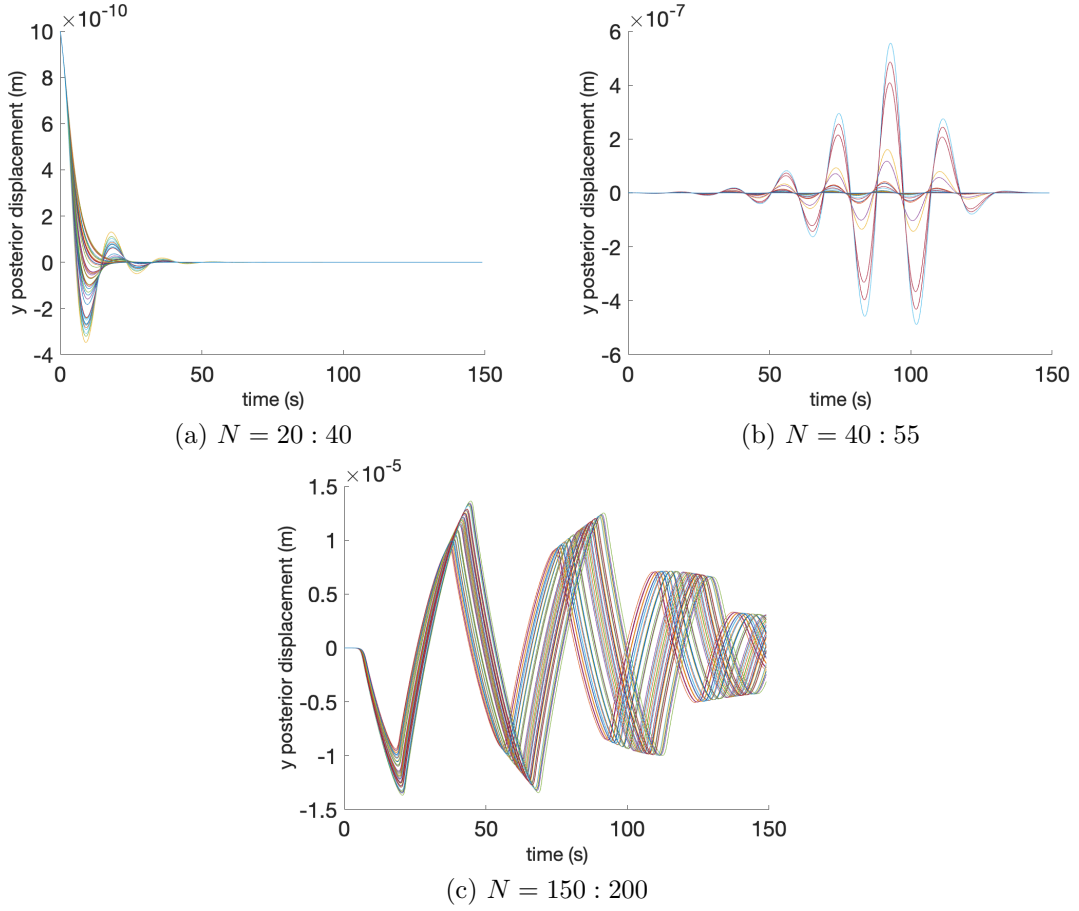 ×10⁻¹⁰
10
8
6
4
2
0
-2
-4
y posterior displacement (m)
0 50 100 150
time (s)
(a) N = 20 : 40
×10⁻⁷
6
4
2
0
-2
-4
-6
y posterior displacement (m)
0 50 100 150
time (s)
(b) N = 40 : 55
×10⁻⁵
1.5
1
0.5
0
-0.5
-1
-1.5
y posterior displacement (m)
0 50 100 150
time (s)
(c) N = 150 : 200